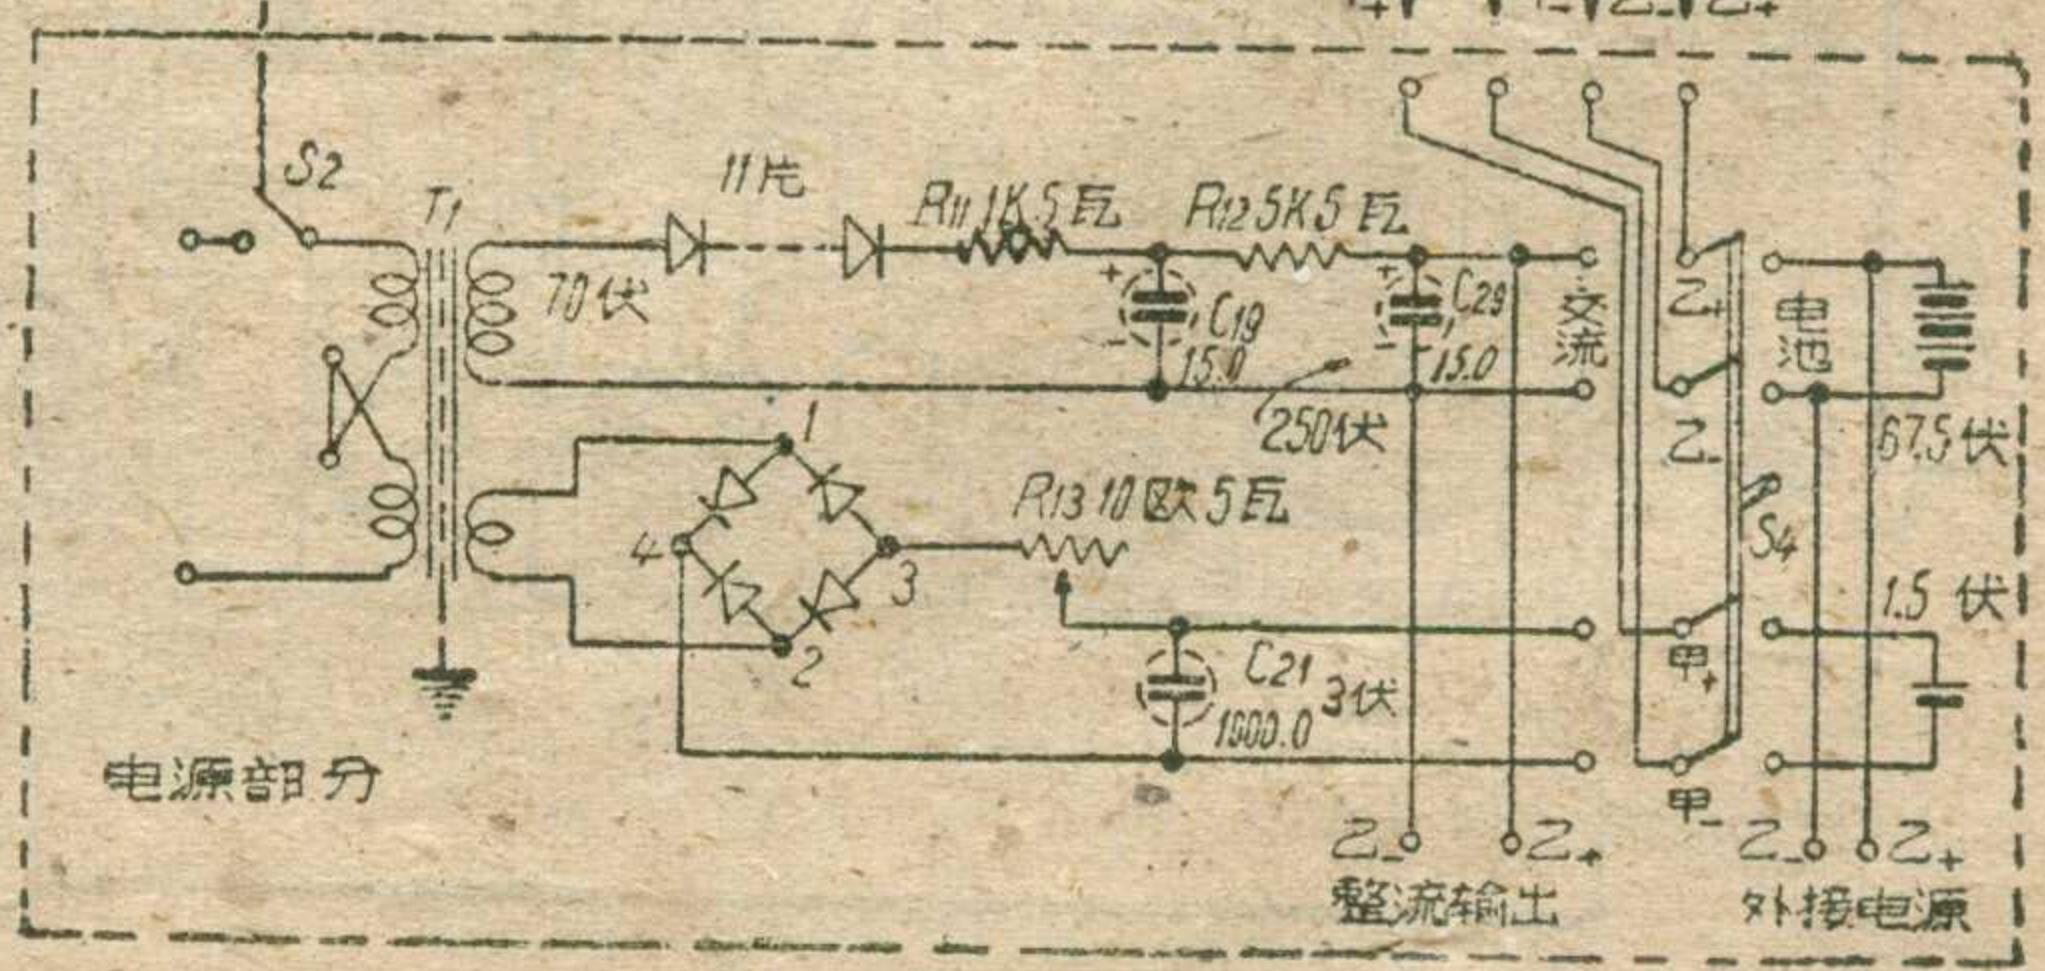 S2
T1
11片
R11 1K 5瓦
R12 5K 5瓦
70伏
+
C19
15.0
-
+
C29
15.0
-
250伏
交流
乙+
乙-
电池
67.5伏
1
2
3
4
R13 10欧 5瓦
S4
1.5伏
甲+
甲-
C21
1000.0
3伏
电源部分
乙-
乙+
整流输出
乙-
乙+
外接电源